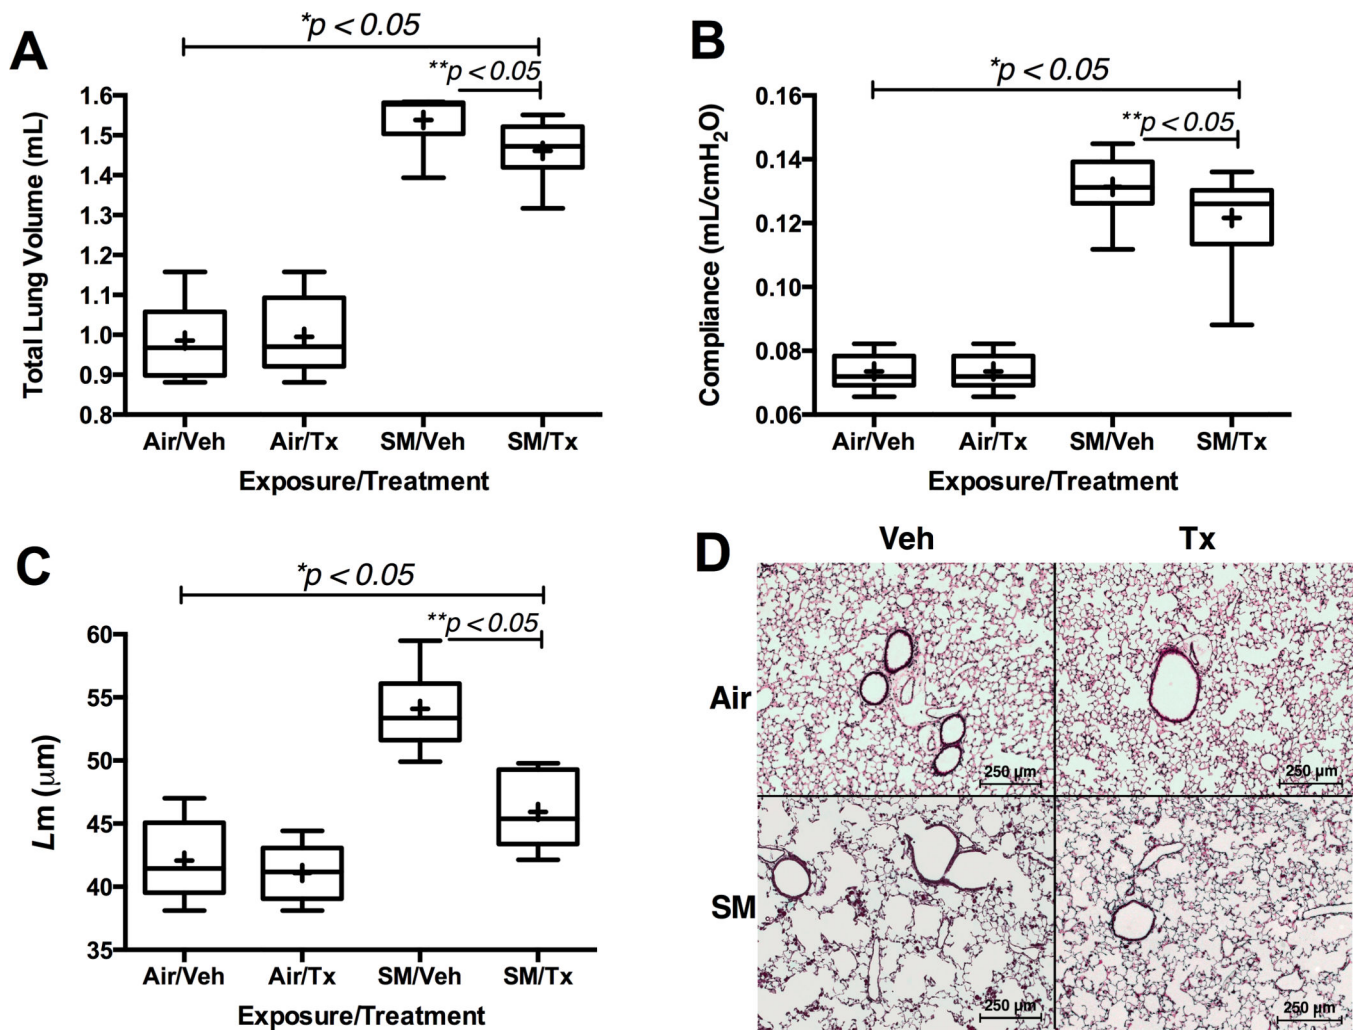 A
*p < 0.05
**p < 0.05
Total Lung Volume (mL)
1.6
1.5
1.4
1.3
1.2
1.1
1.0
0.9
0.8
Air/Veh Air/Tx SM/Veh SM/Tx
Exposure/Treatment
B
*p < 0.05
**p < 0.05
Compliance (mL/cmH₂O)
0.16
0.14
0.12
0.10
0.08
0.06
Air/Veh Air/Tx SM/Veh SM/Tx
Exposure/Treatment
C
*p < 0.05
**p < 0.05
Lm (μm)
60
55
50
45
40
35
Air/Veh Air/Tx SM/Veh SM/Tx
Exposure/Treatment
D
Veh Tx
Air
250 μm 250 μm
SM
250 μm 250 μm